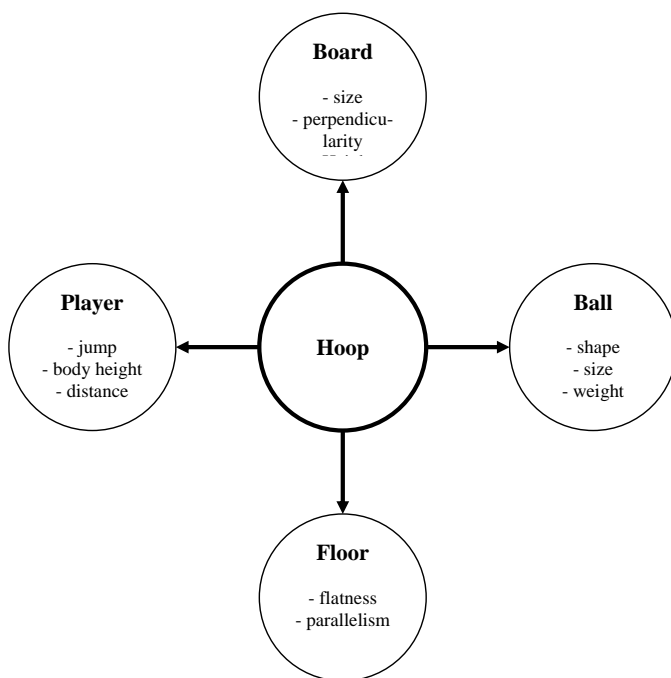 Board
- size
- perpendicu-
larity
Player
- jump
- body height
- distance
Hoop
Ball
- shape
- size
- weight
Floor
- flatness
- parallelism